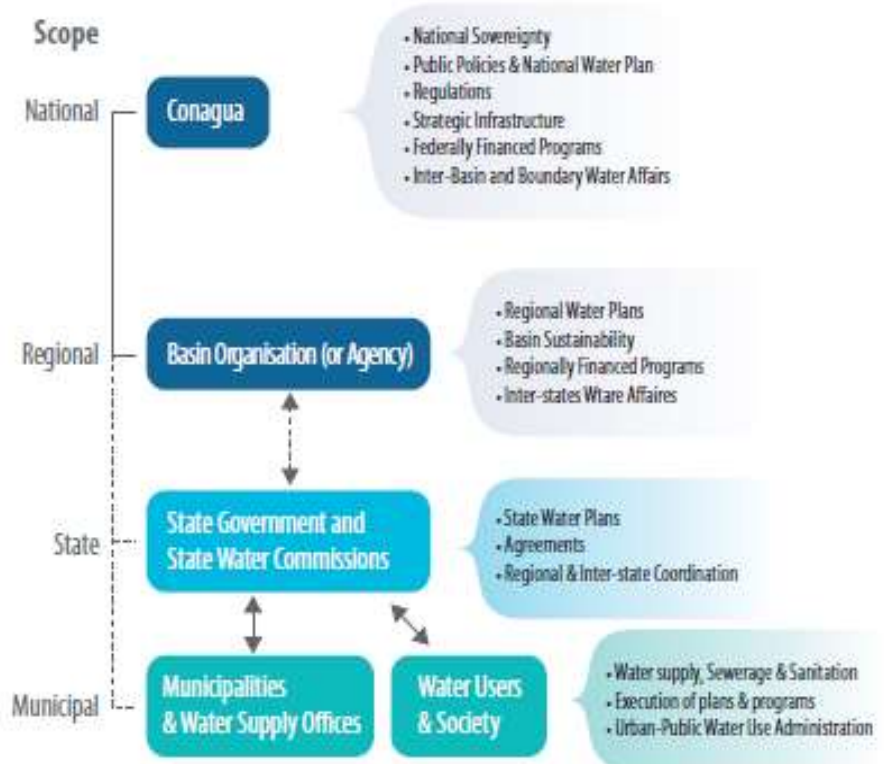 Scope
National
Conagua
• National Sovereignty
• Public Policies & National Water Plan
• Regulations
• Strategic Infrastructure
• Federally Financed Programs
• Inter-Basin and Boundary Water Affairs
Regional
Basin Organisation (or Agency)
• Regional Water Plans
• Basin Sustainability
• Regionally Financed Programs
• Inter-states Wtare Affaires
State
State Government and
State Water Commissions
• State Water Plans
• Agreements
• Regional & Inter-state Coordination
Municipal
Municipalities
& Water Supply Offices
Water Users
& Society
• Water supply, Sewerage & Sanitation
• Execution of plans & programs
• Urban-Public Water Use Administration